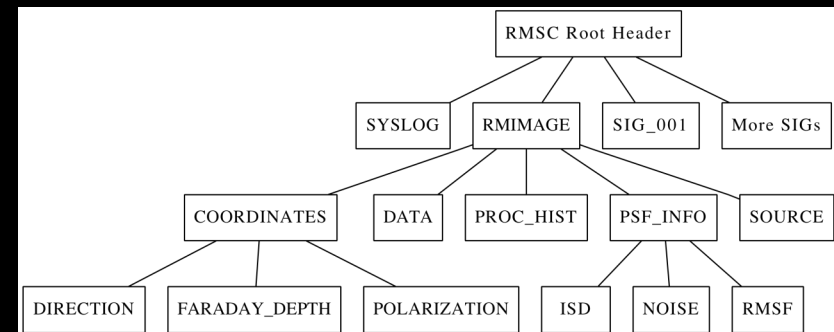 RMSC Root Header
SYSLOG RMIMAGE SIG_001 More SIGs
COORDINATES DATA PROC_HIST PSF_INFO SOURCE
DIRECTION FARADAY_DEPTH POLARIZATION ISD NOISE RMSF